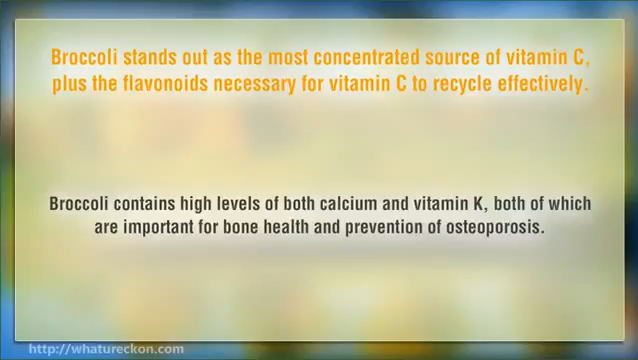 Broccoli stands out as the most concentrated source of vitamin C,
plus the flavonoids necessary for vitamin C to recycle effectively.
Broccoli contains high levels of both calcium and vitamin K, both of which
are important for bone health and prevention of osteoporosis.
http://whatureckon.com